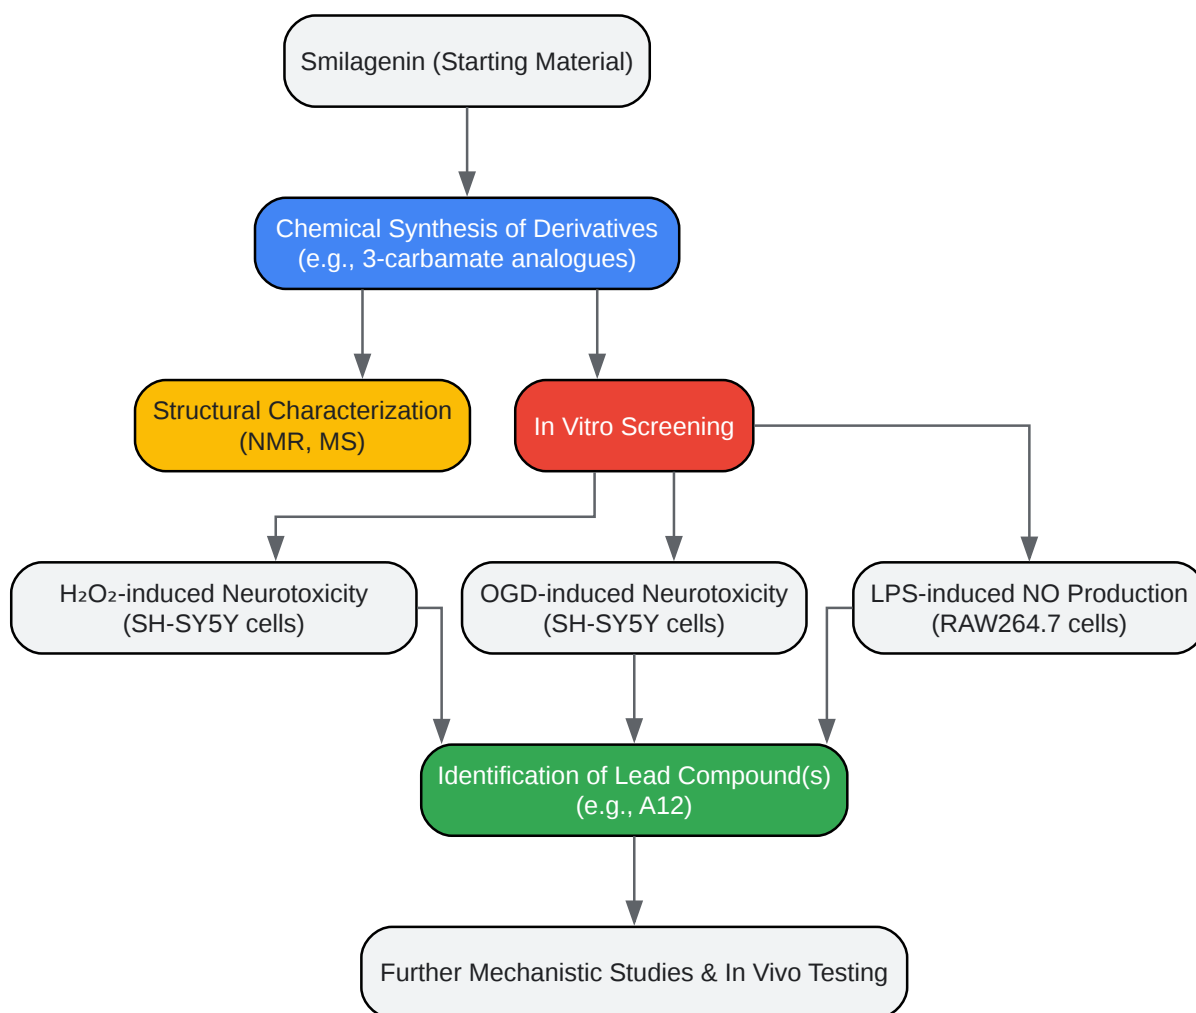 Smilagenin (Starting Material)
Chemical Synthesis of Derivatives
(e.g., 3-carbamate analogues)
Structural Characterization
(NMR, MS)
In Vitro Screening
H₂O₂-induced Neurotoxicity
(SH-SY5Y cells)
OGD-induced Neurotoxicity
(SH-SY5Y cells)
LPS-induced NO Production
(RAW264.7 cells)
Identification of Lead Compound(s)
(e.g., A12)
Further Mechanistic Studies & In Vivo Testing